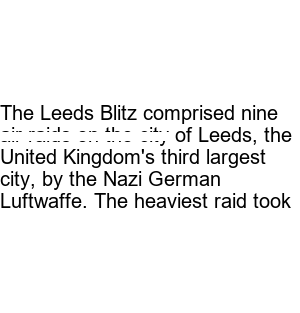 The Leeds Blitz comprised nine
air raids on the city of Leeds, the
United Kingdom's third largest
city, by the Nazi German
Luftwaffe. The heaviest raid took